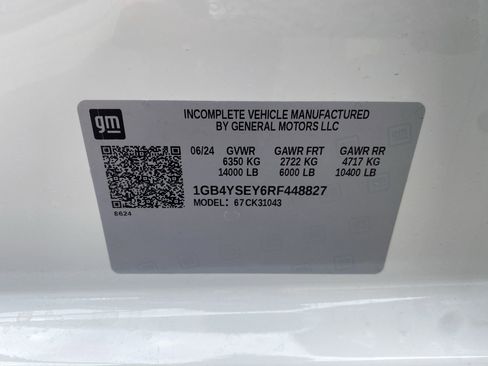 gm
INCOMPLETE VEHICLE MANUFACTURED
BY GENERAL MOTORS LLC
06/24 GVWR GAWR FRT GAWR RR
6350 KG 2722 KG 4717 KG
14000 LB 6000 LB 10400 LB
1GB4YSEY6RF448827
MODEL: 67CK31043
8624